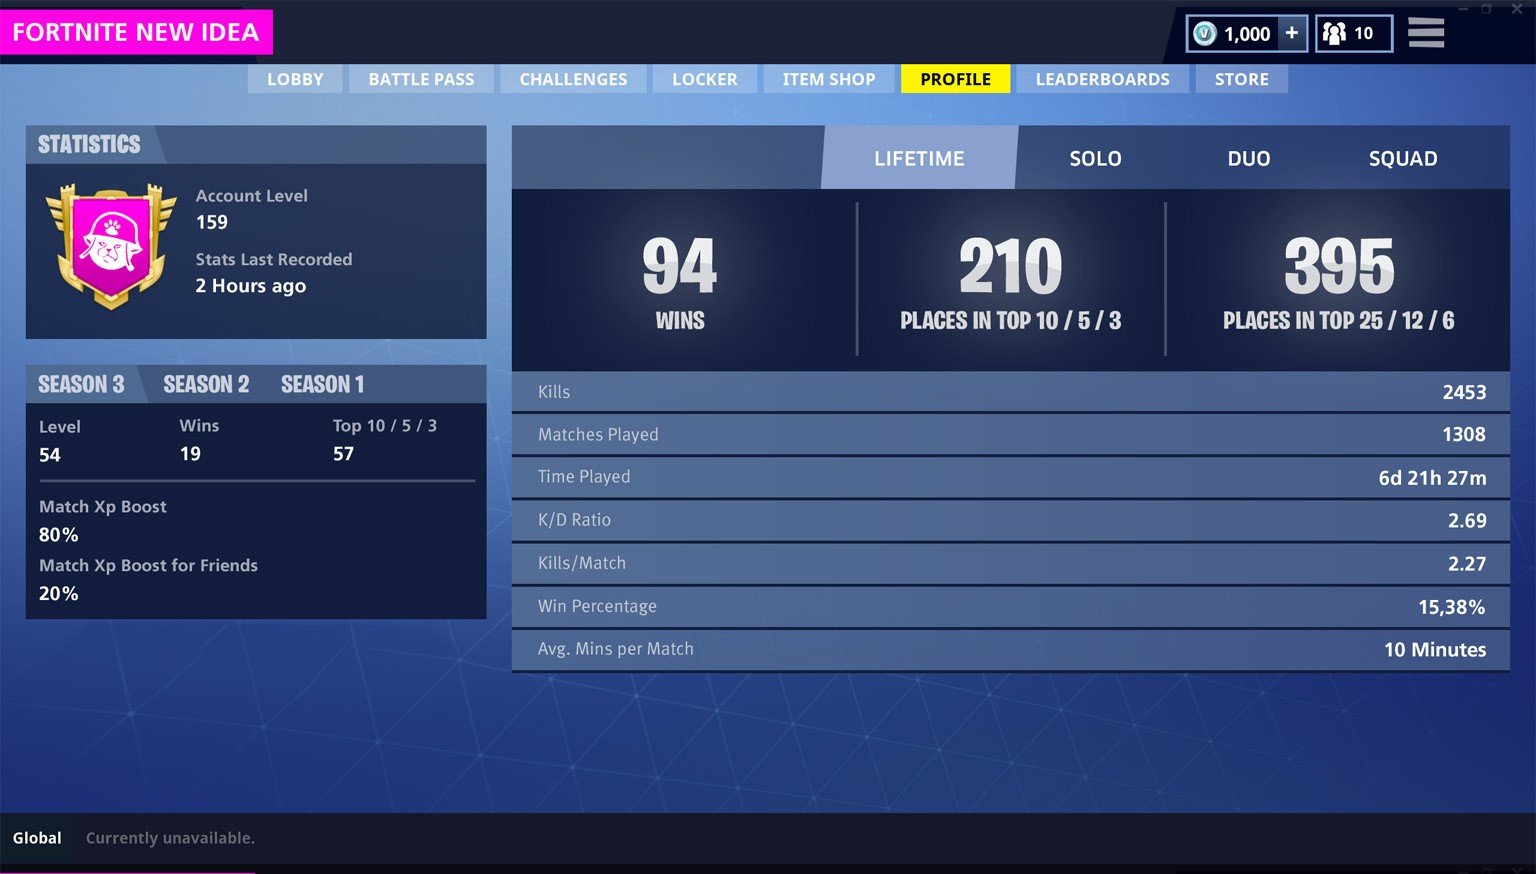 FORTNITE NEW IDEA
1,000 +
10
LOBBY BATTLE PASS CHALLENGES LOCKER ITEM SHOP PROFILE LEADERBOARDS STORE
STATISTICS
Account Level
159
Stats Last Recorded
2 Hours ago
SEASON 3 SEASON 2 SEASON 1
Level Wins Top 10 / 5 / 3
54 19 57
Match Xp Boost
80%
Match Xp Boost for Friends
20%
LIFETIME SOLO DUO SQUAD
94 210 395
WINS PLACES IN TOP 10 / 5 / 3 PLACES IN TOP 25 / 12 / 6
Kills 2453
Matches Played 1308
Time Played 6d 21h 27m
K/D Ratio 2.69
Kills/Match 2.27
Win Percentage 15,38%
Avg. Mins per Match 10 Minutes
Global Currently unavailable.